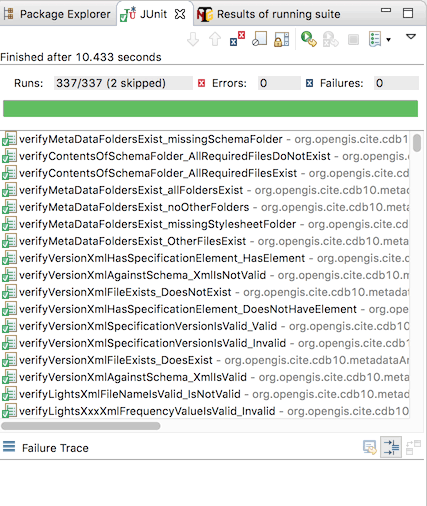 Package Explorer JUnit Results of running suite
Finished after 10.433 seconds
Runs: 337/337 (2 skipped) Errors: 0 Failures: 0
verifyMetaDataFoldersExist_missingSchemaFolder - org.opengis.cite.cdb1
verifyContentsOfSchemaFolder_AllRequiredFilesDoNotExist - org.opengis
verifyContentsOfSchemaFolder_AllRequiredFilesExist - org.opengis.cite.c
verifyMetaDataFoldersExist_allFoldersExist - org.opengis.cite.cdb10.meta
verifyMetaDataFoldersExist_noOtherFolders - org.opengis.cite.cdb10.met
verifyMetaDataFoldersExist_missingStylesheetFolder - org.opengis.cite.c
verifyMetaDataFoldersExist_OtherFilesExist - org.opengis.cite.cdb10.met
verifyVersionXmlHasSpecificationElement_HasElement - org.opengis.cite.
verifyVersionXmlAgainstSchema_XmlIsNotValid - org.opengis.cite.cdb10.
verifyVersionXmlFileExists_DoesNotExist - org.opengis.cite.cdb10.metadat
verifyVersionXmlHasSpecificationElement_DoesNotHaveElement - org.ope
verifyVersionXmlSpecificationVersionIsValid_Valid - org.opengis.cite.cdb
verifyVersionXmlSpecificationVersionIsValid_Invalid - org.opengis.cite.cd
verifyVersionXmlFileExists_DoesExist - org.opengis.cite.cdb10.metadataAn
verifyVersionXmlAgainstSchema_XmlIsValid - org.opengis.cite.cdb10.meta
verifyLightsXmlFileNameIsValid_IsNotValid - org.opengis.cite.cdb10.metad
verifyLightsXxxXmlFrequencyValueIsValid_Invalid - org.opengis.cite.cdb10
Failure Trace